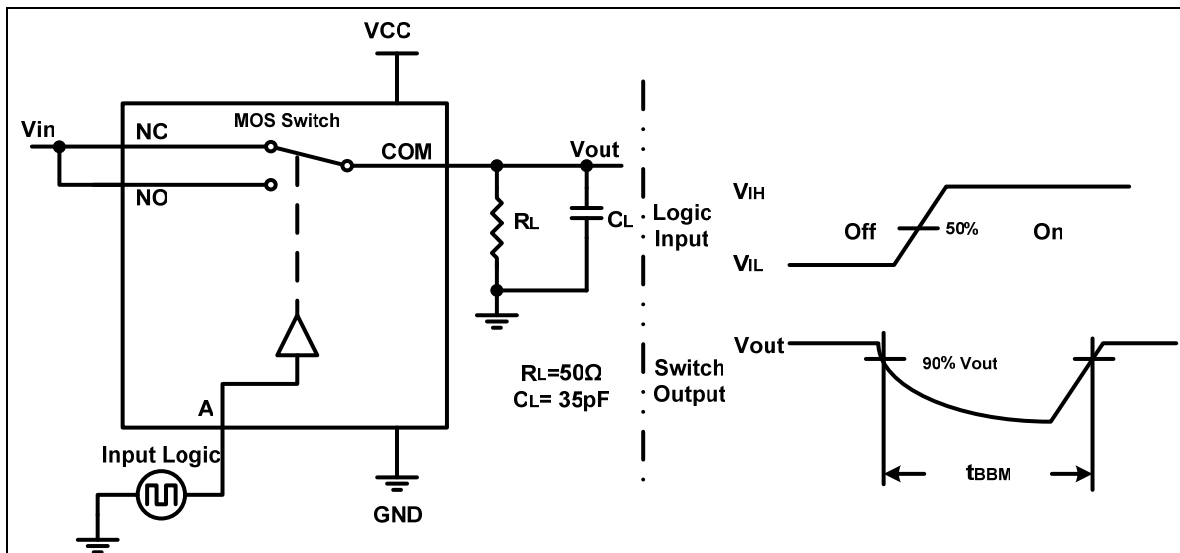 VCC
Vin
NC
MOS Switch
COM
Vout
NO
RL
CL
A
Input Logic
GND
RL=50Ω
CL= 35pF
Logic
Input
VIH
Off
50%
On
VIL
Switch
Output
Vout
90% Vout
tBBM